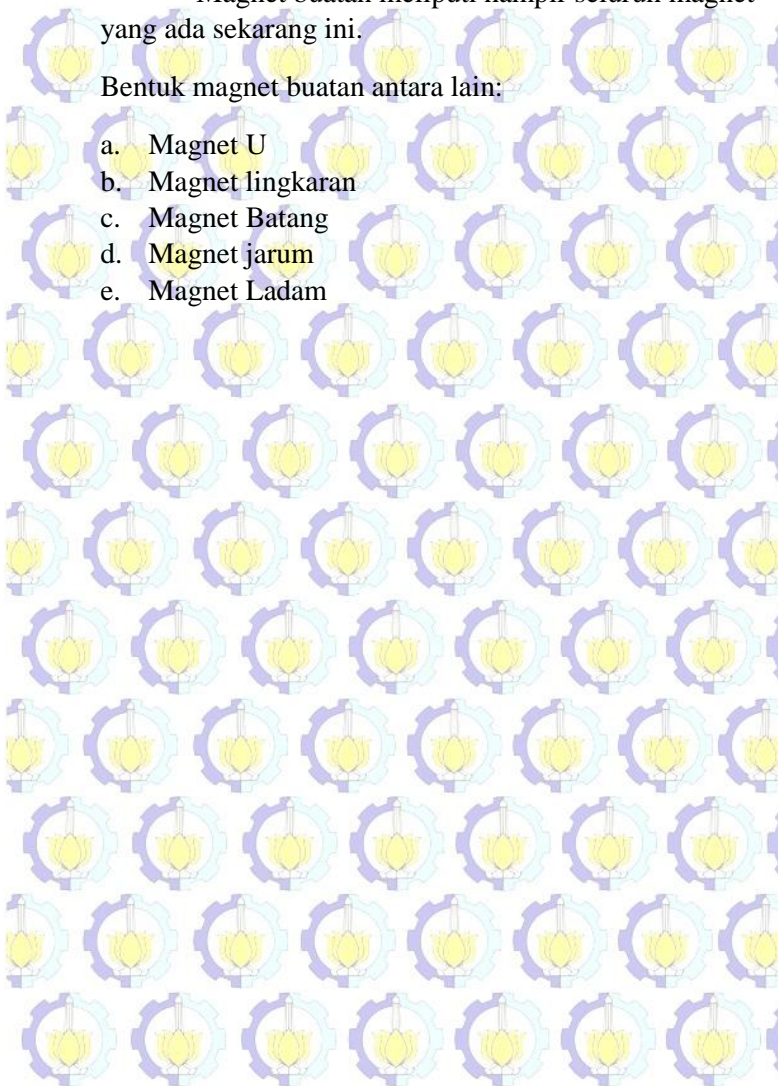 Magnet buatan meliputi hampir seluruh magnet
yang ada sekarang ini.
Bentuk magnet buatan antara lain:
a. Magnet U
b. Magnet lingkaran
c. Magnet Batang
d. Magnet jarum
e. Magnet Ladam